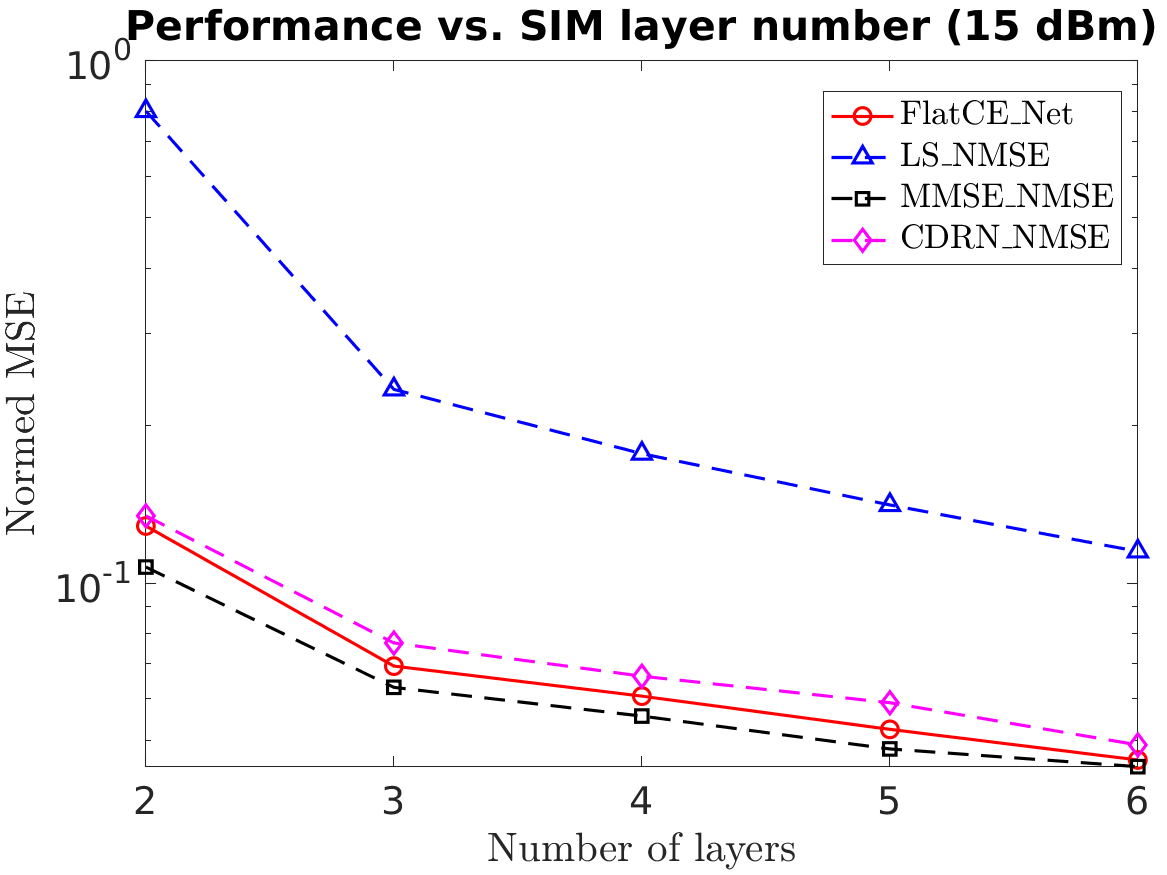 Performance vs. SIM layer number (15 dBm)
10^0
10^-1
Normed MSE
FlatCE_Net
LS_NMSE
MMSE_NMSE
CDRN_NMSE
2 3 4 5 6
Number of layers